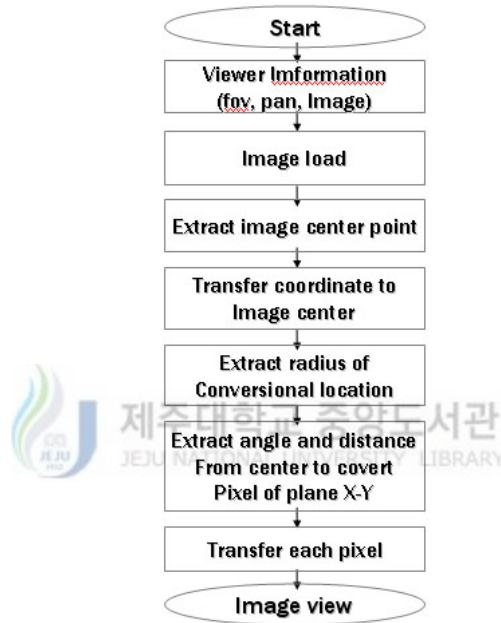 Start
Viewer Imformation
(fov, pan, Image)
Image load
Extract image center point
Transfer coordinate to
Image center
Extract radius of
Conversional location
제주대학교 중앙도서관
JEJU NATIONAL UNIVERSITY LIBRARY
JEJU
1952
Extract angle and distance
From center to covert
Pixel of plane X-Y
Transfer each pixel
Image view